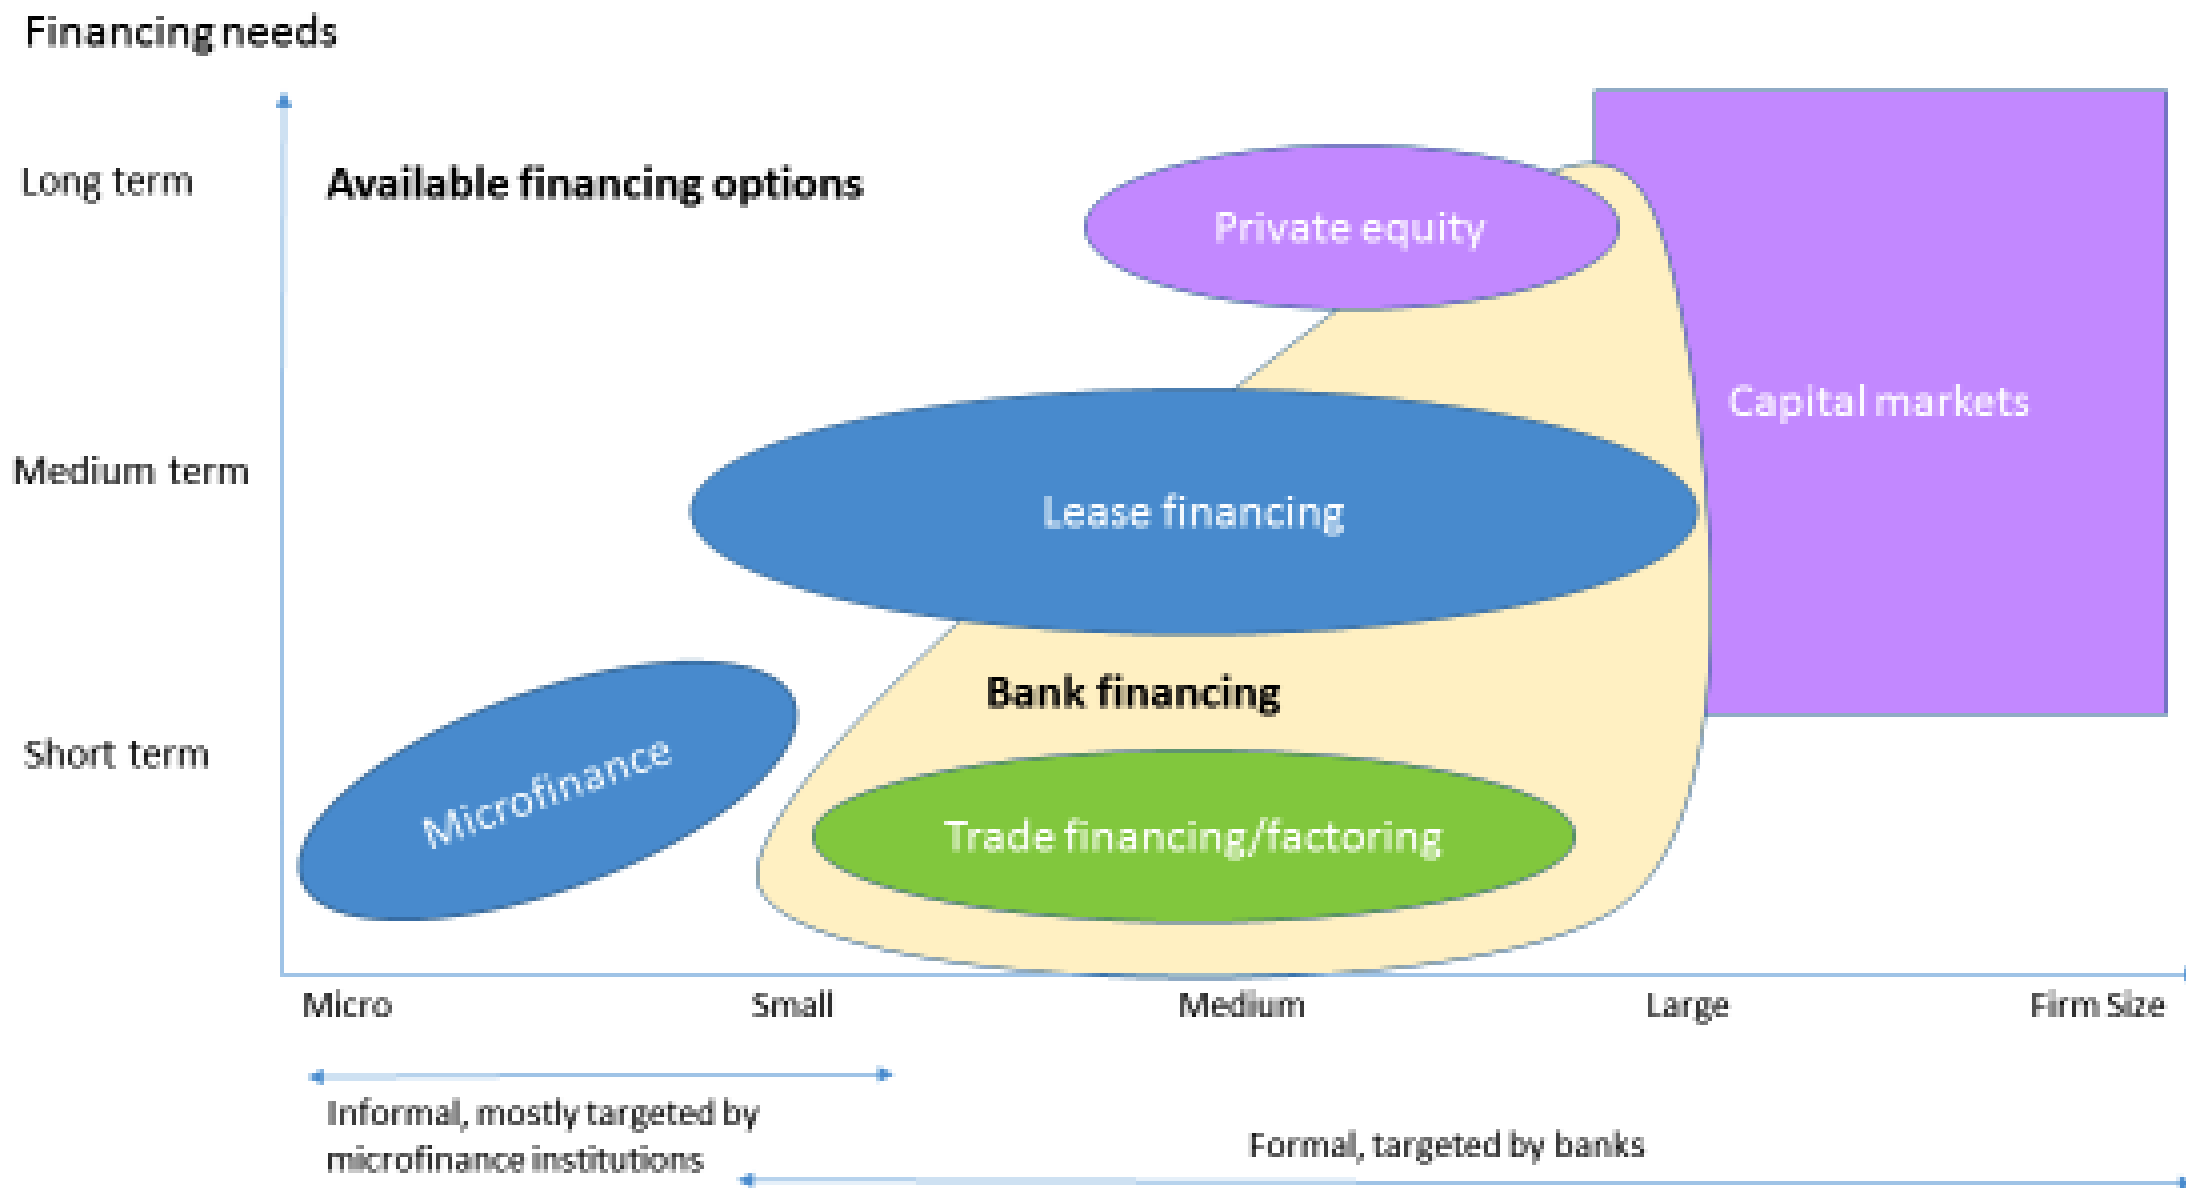 Financing needs
Long term
Available financing options
Private equity
Capital markets
Medium term
Lease financing
Bank financing
Short term
Microfinance
Trade financing/factoring
Micro
Small
Medium
Large
Firm Size
Informal, mostly targeted by
microfinance institutions
Formal, targeted by banks